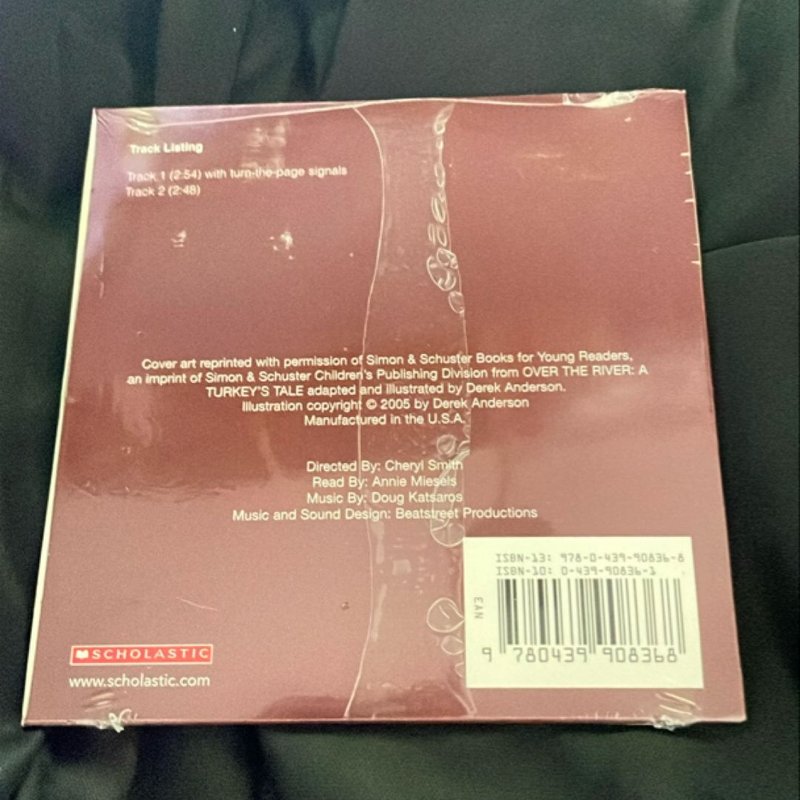 Track Listing
Track 1 (2:54) with turn-the-page signals
Track 2 (2:48)
Cover art reprinted with permission of Simon & Schuster Books for Young Readers,
an imprint of Simon & Schuster Children's Publishing Division from OVER THE RIVER: A
TURKEY'S TALE adapted and illustrated by Derek Anderson.
Illustration copyright © 2005 by Derek Anderson
Manufactured in the U.S.A.
Directed By: Cheryl Smith
Read By: Annie Miesels
Music By: Doug Katsaros
Music and Sound Design: Beatstreet Productions
ISBN-13: 978-0-439-90836-8
ISBN-10: 0-439-90836-1
EAN
9 780439 908368
SCHOLASTIC
www.scholastic.com